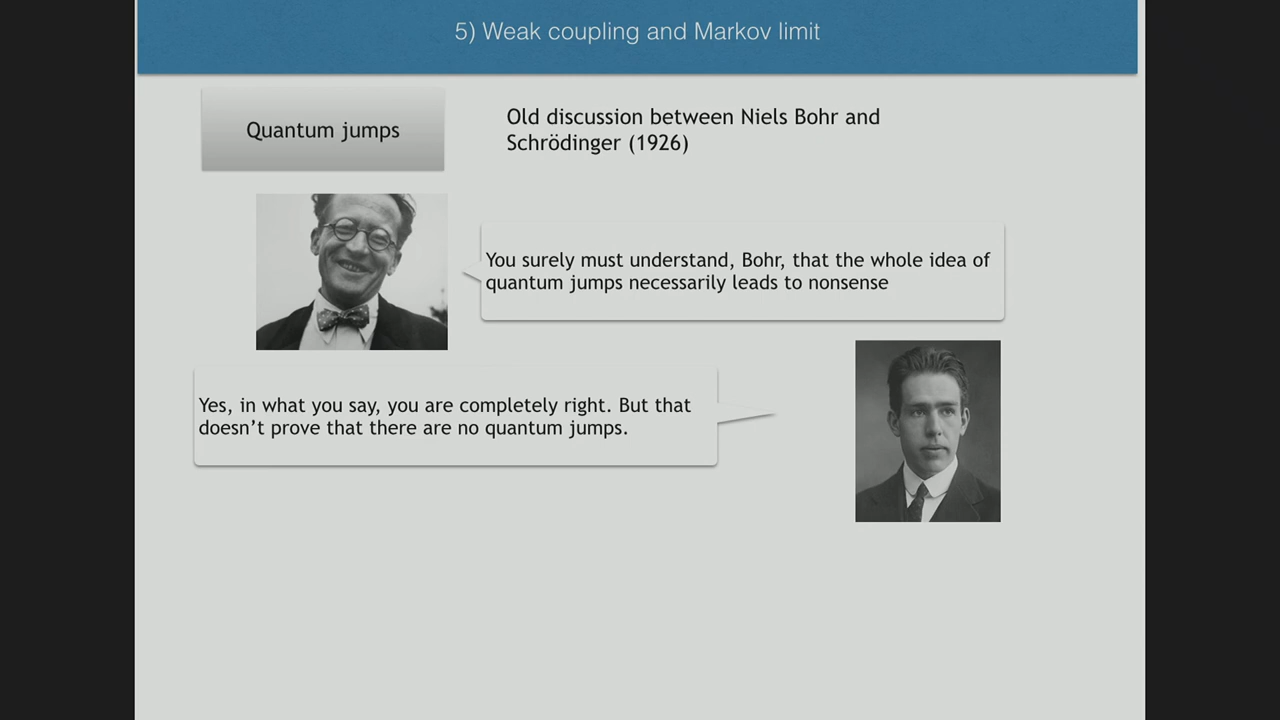 5) Weak coupling and Markov limit
Quantum jumps
Old discussion between Niels Bohr and
Schrödinger (1926)
You surely must understand, Bohr, that the whole idea of
quantum jumps necessarily leads to nonsense
Yes, in what you say, you are completely right. But that
doesn’t prove that there are no quantum jumps.